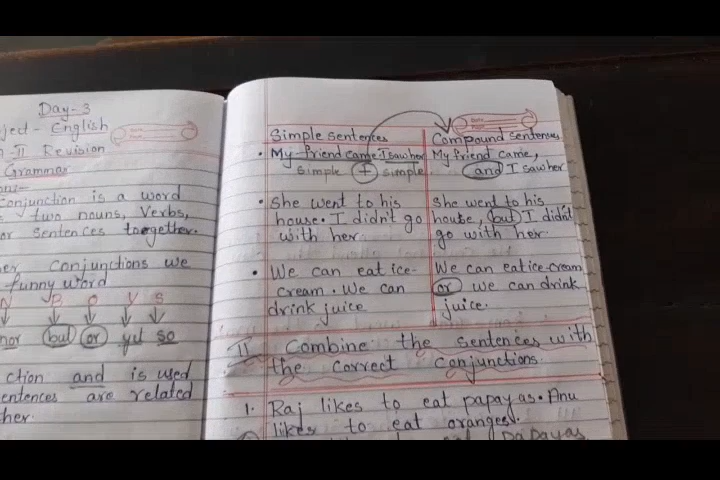 Day-3
ject- English
-II Revision
Grammar
Conjunction is a word
two nouns, Verbs,
or sentences together.
her conjunctions we
funny word
N B O Y S
nor but or yet so
ction and is used
entences are related
ther.
Simple sentences
• My friend came. I saw her
Simple + simple
• She went to his
house. I didn't go
with her
• We can eat ice-
cream. We can
drink juice
Compound sentences
My friend came,
and I saw her
She went to his
house, but I didn't
go with her.
We can eat ice-cream
or we can drink
juice.
II Combine the sentences with
the correct conjunctions.
1. Raj likes to eat papayas. Anu
likes to eat oranges.
papayas